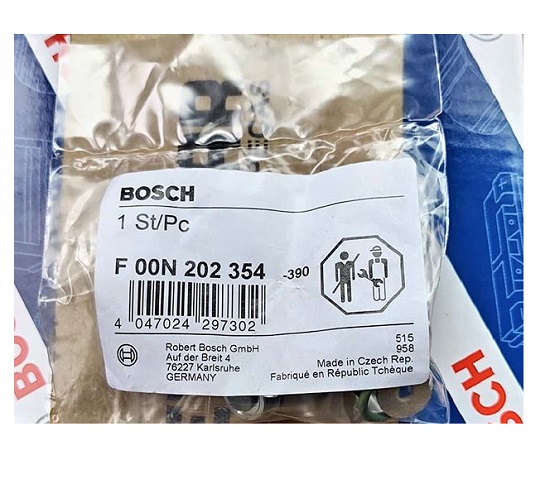 BOSCH
1 St/Pc
F 00N 202 354 -390
4 047024 297302
Robert Bosch GmbH
Auf der Breit 4
76227 Karlsruhe
GERMANY
515
958
Made in Czech Rep.
Fabriqué en République Tchèque
BOSCH
BOSCH